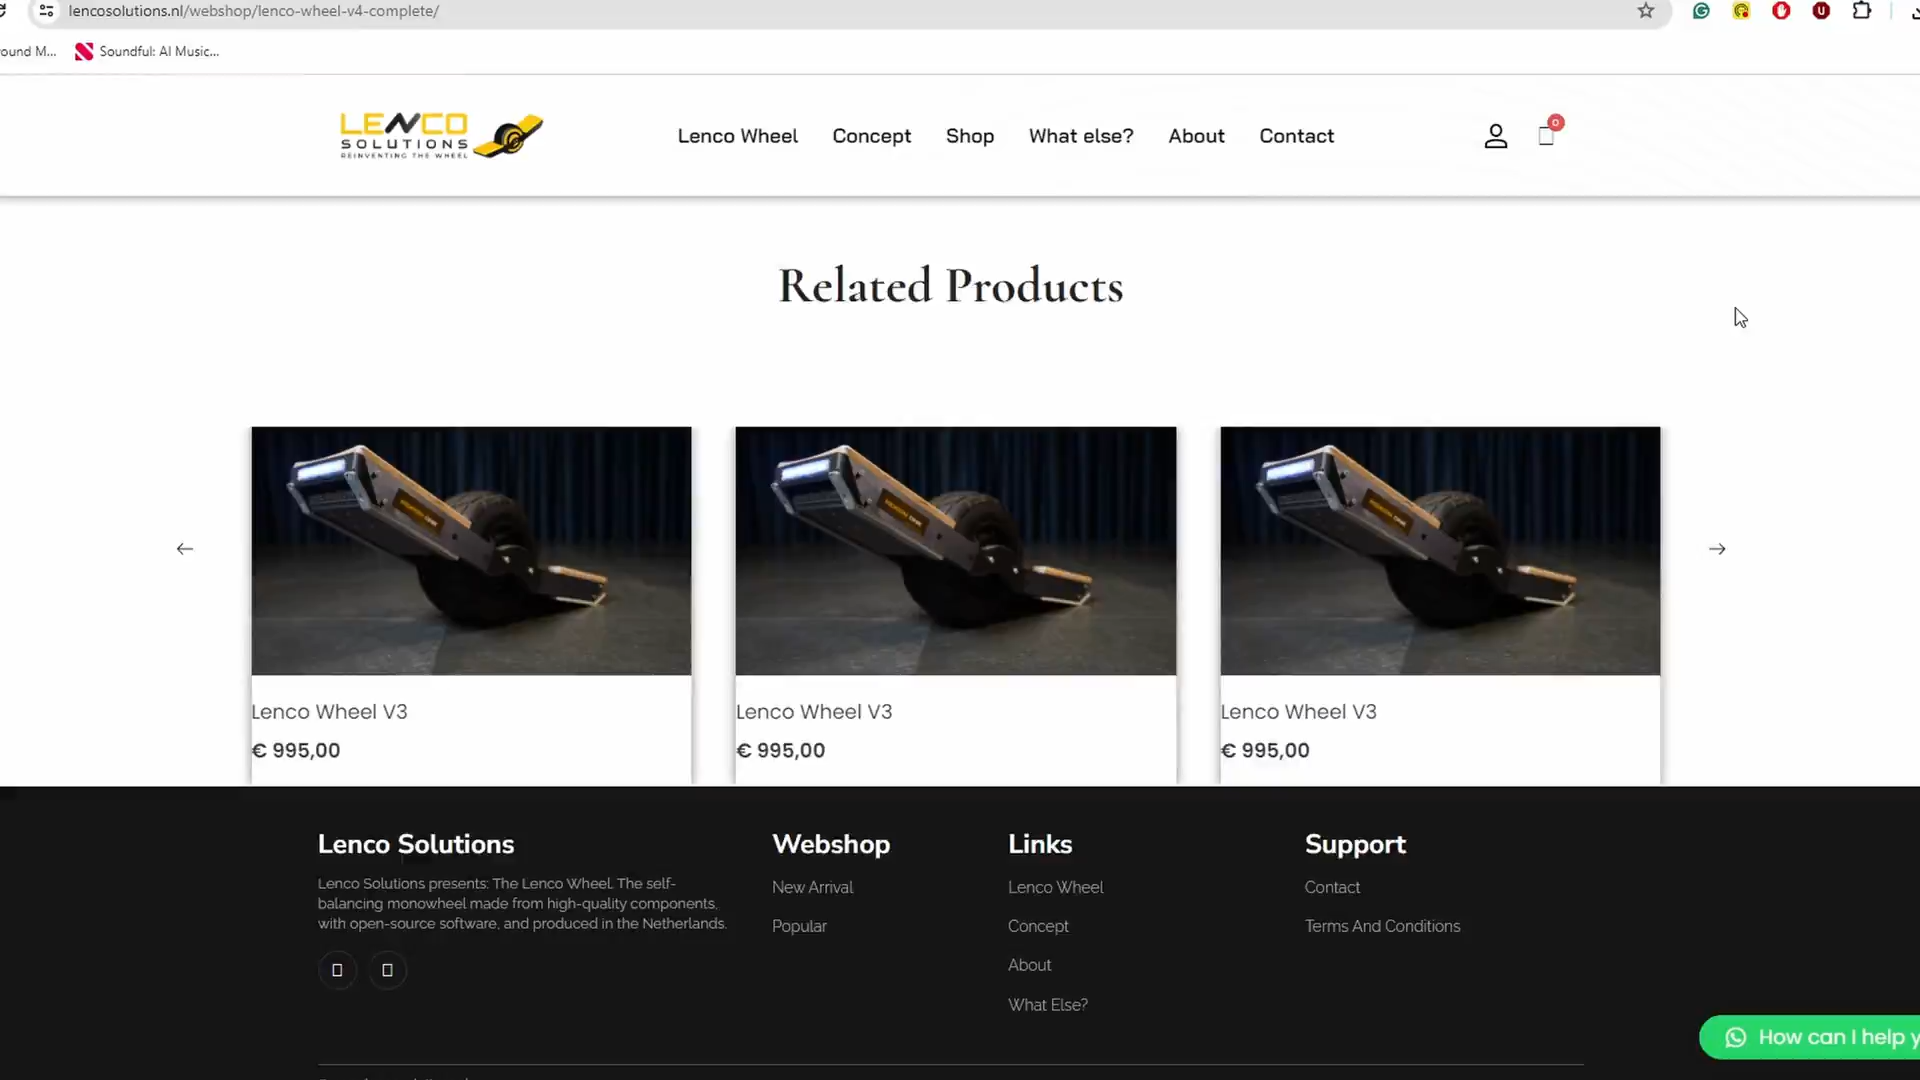 lencosolutions.nl/webshop/lenco-wheel-v4-complete/
ound M...
Soundful: AI Music...
LENCO
SOLUTIONS
REINVENTING THE WHEEL
Lenco Wheel
Concept
Shop
What else?
About
Contact
0
Related Products
Lenco Wheel V3
€ 995,00
Lenco Wheel V3
€ 995,00
Lenco Wheel V3
€ 995,00
Lenco Solutions
Lenco Solutions presents: The Lenco Wheel. The self-
balancing monowheel made from high-quality components,
with open-source software, and produced in the Netherlands.
Webshop
New Arrival
Popular
Links
Lenco Wheel
Concept
About
What Else?
Support
Contact
Terms And Conditions
How can I help y